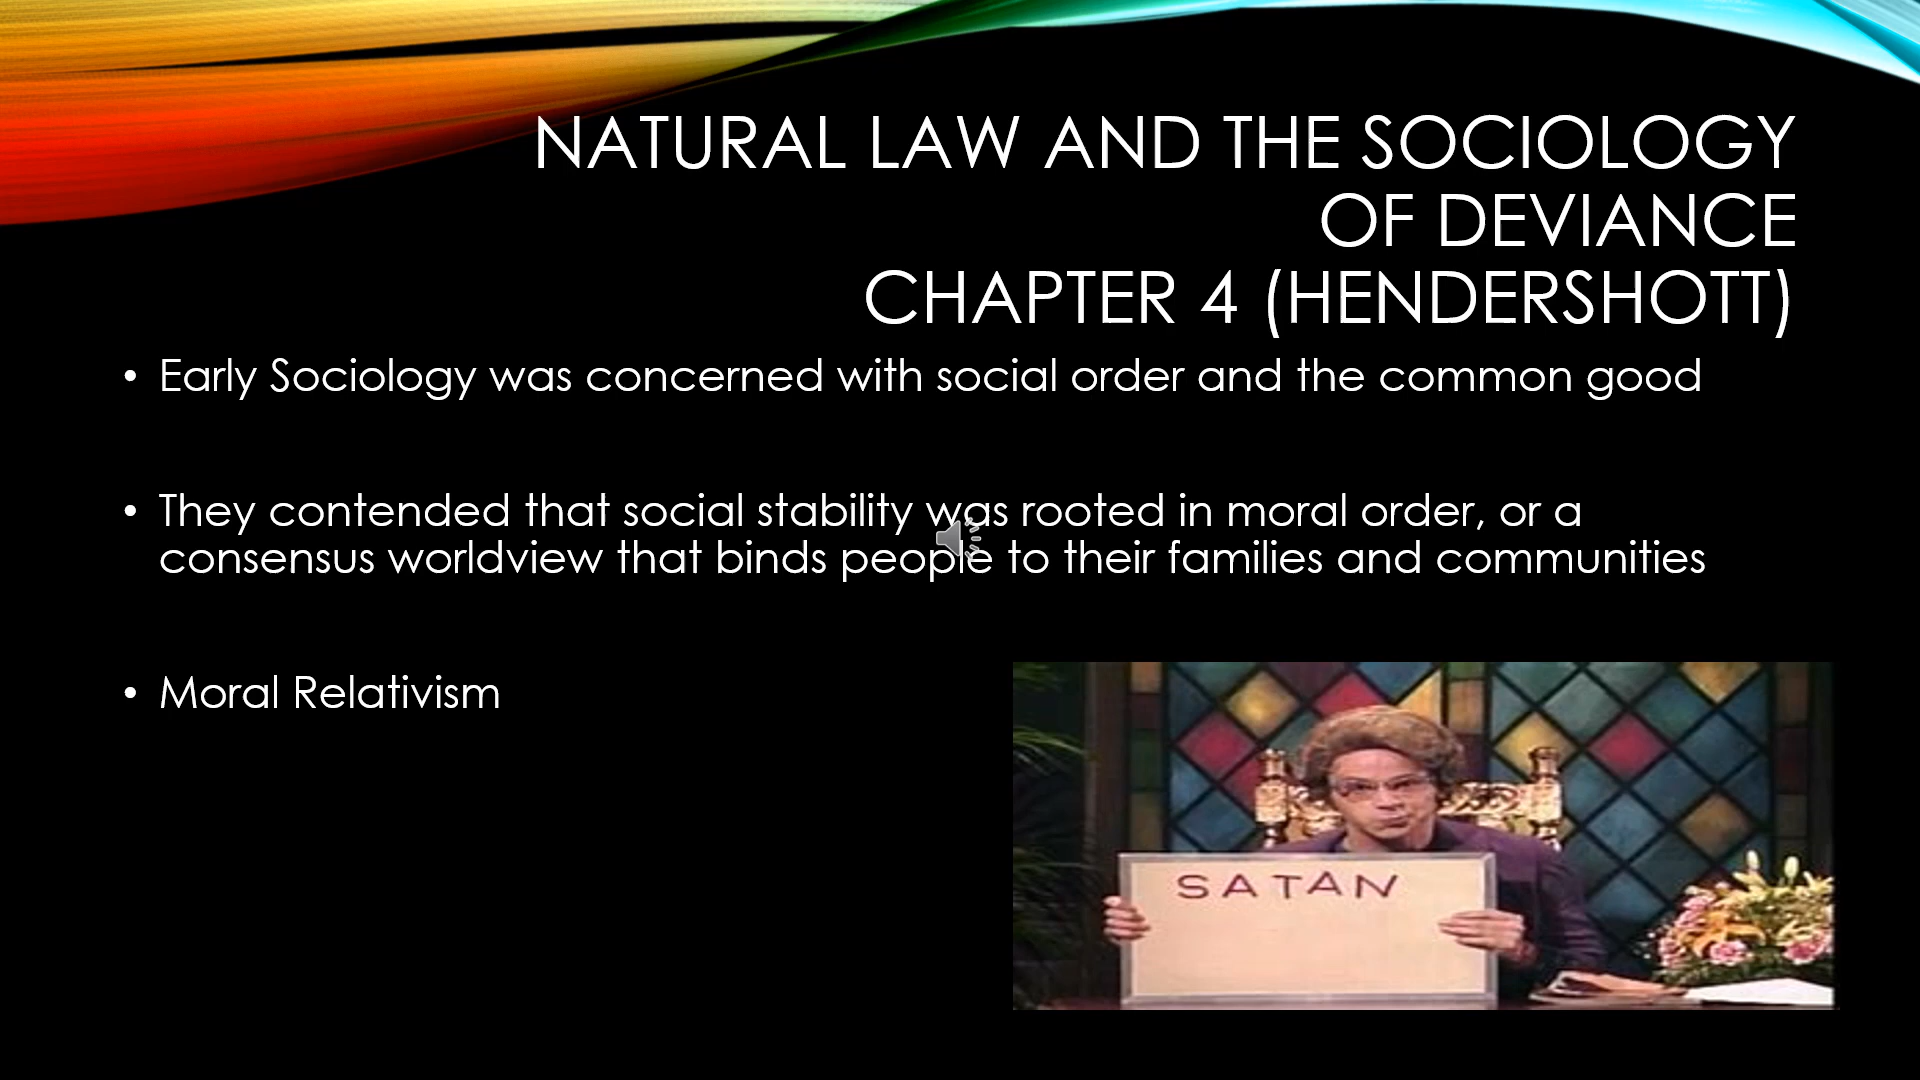 NATURAL LAW AND THE SOCIOLOGY
OF DEVIANCE
CHAPTER 4 (HENDERSHOTT)
• Early Sociology was concerned with social order and the common good
• They contended that social stability was rooted in moral order, or a
consensus worldview that binds people to their families and communities
• Moral Relativism
SATAN